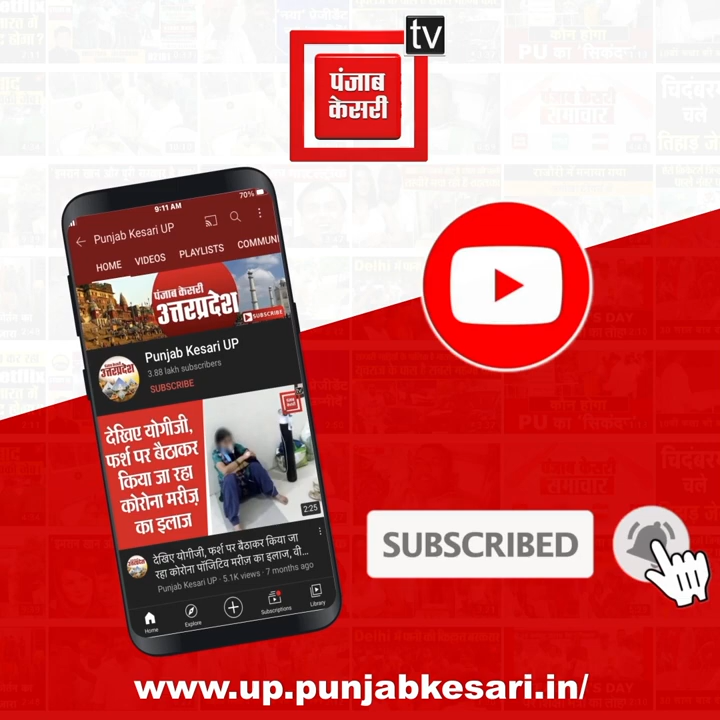 tv
पंजाब
केसरी
9:11 AM
70%
Punjab Kesari UP
HOME VIDEOS PLAYLISTS COMMUNI
पंजाब केसरी
उत्तरप्रदेश
SUBSCRIBE
उत्तरप्रदेश
Punjab Kesari UP
3.88 lakh subscribers
SUBSCRIBE
देखिए योगीजी,
फर्श पर बैठाकर
किया जा रहा
कोरोना मरीज़
का इलाज
2:25
देखिए योगीजी, फर्श पर बैठाकर किया जा
रहा कोरोना पॉजिटिव मरीज का इलाज, वी...
Punjab Kesari UP · 5.1K views · 7 months ago
Home Explore Subscriptions Library
SUBSCRIBED
www.up.punjabkesari.in/